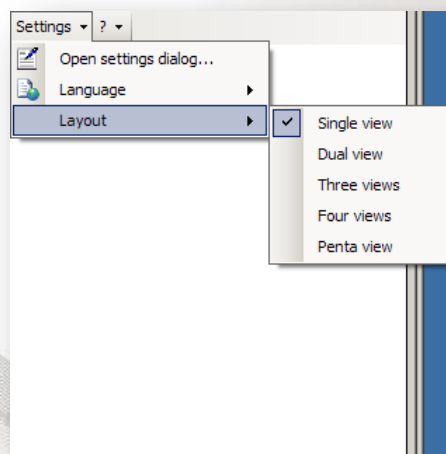 Settings ?
Open settings dialog...
Language
Layout
Single view
Dual view
Three views
Four views
Penta view